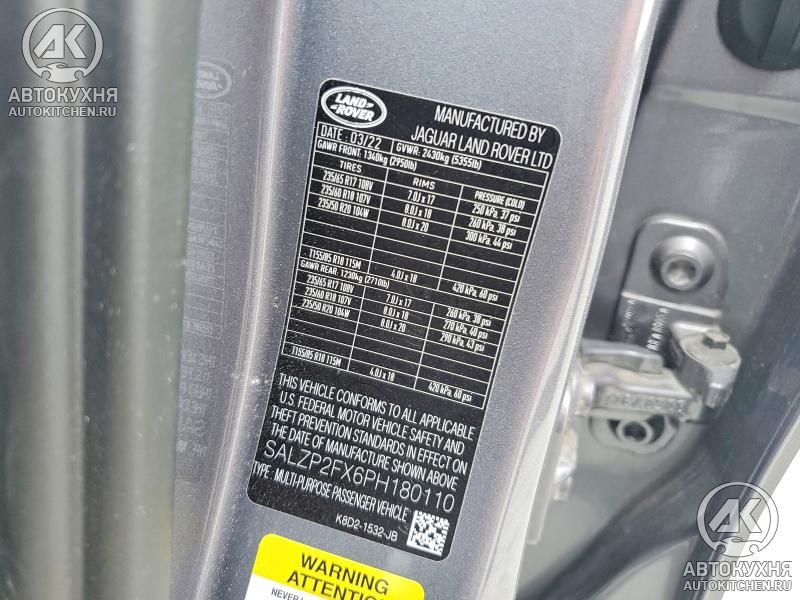 AK
АВТОКУХНЯ
AUTOKITCHEN.RU
LAND ROVER
MANUFACTURED BY
JAGUAR LAND ROVER LTD
DATE: 03/22 GVWR: 2430kg (5355lb)
GAWR FRONT: 1340kg (2950lb)
TIRES RIMS PRESSURE (COLD)
235/65 R17 108V 7.0J x 17 250 kPa, 37 psi
235/60 R18 107V 8.0J x 18 260 kPa, 38 psi
235/50 R20 104W 8.0J x 20 300 kPa, 44 psi
T155/85 R18 115M 4.0J x 18 420 kPa, 60 psi
GAWR REAR: 1230kg (2710lb)
235/65 R17 108V 7.0J x 17 260 kPa, 38 psi
235/60 R18 107V 8.0J x 18 270 kPa, 40 psi
235/50 R20 104W 8.0J x 20 290 kPa, 43 psi
T155/85 R18 115M 4.0J x 18 420 kPa, 60 psi
THIS VEHICLE CONFORMS TO ALL APPLICABLE
U.S. FEDERAL MOTOR VEHICLE SAFETY AND
THEFT PREVENTION STANDARDS IN EFFECT ON
THE DATE OF MANUFACTURE SHOWN ABOVE
SALZP2FX6PH180110
TYPE: MULTI-PURPOSE PASSENGER VEHICLE
K8D2-1532-JB
WARNING
ATTENTION
NEVER
AK
АВТОКУХНЯ
AUTOKITCHEN.RU